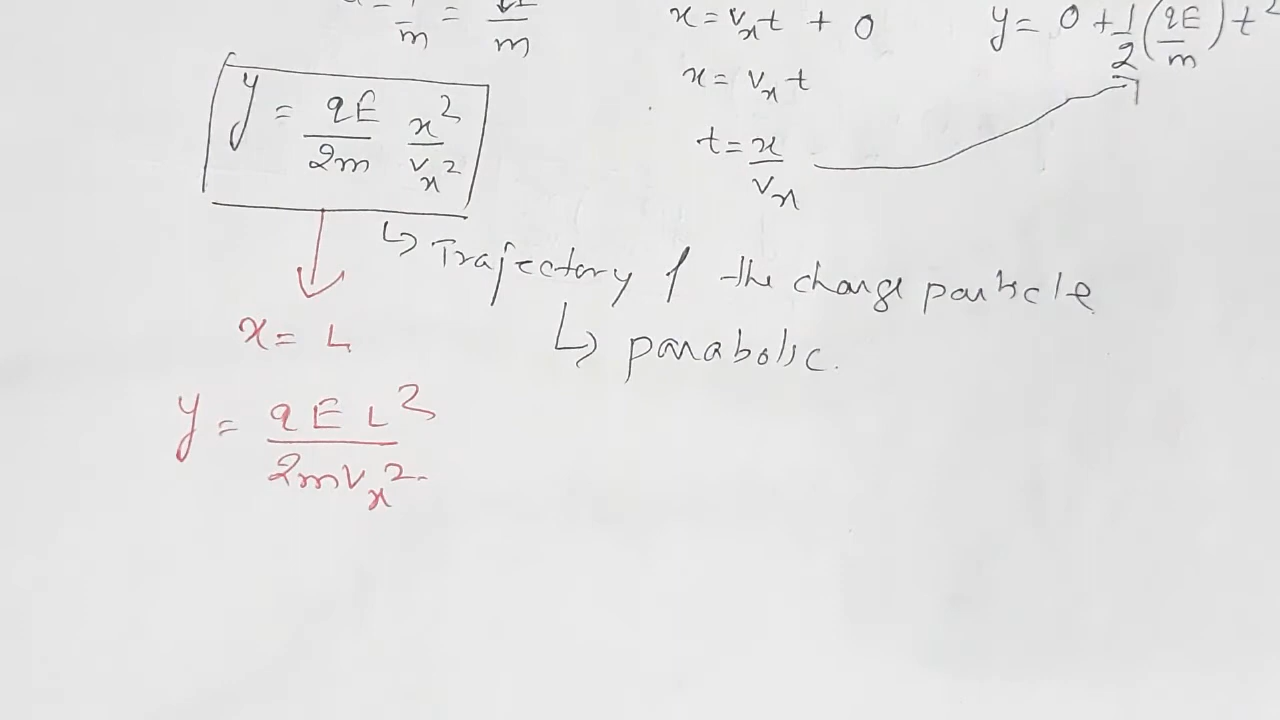 m = m
x = vₓt + 0
y = 0 + 1/2 (qE/m) t²
x = vₓ t
t = x/vₓ
y = qE/2m x²/vₓ²
↳ Trajectory of the charge particle
↳ parabolic.
x = L
y = qEL²/2mvₓ²